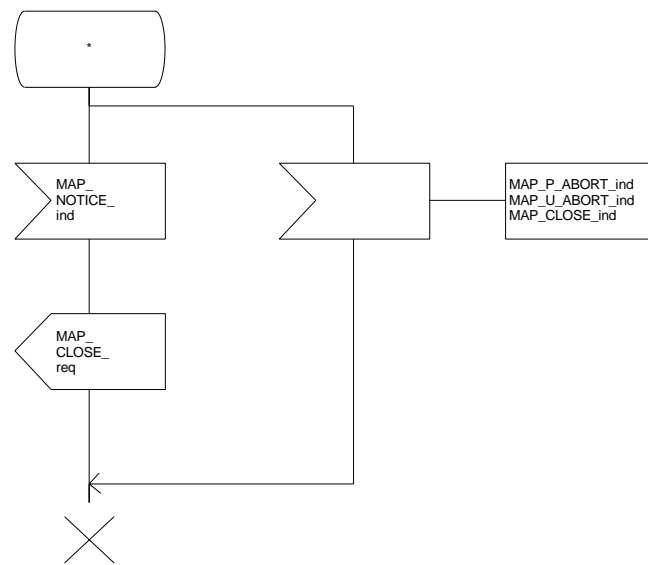 *
MAP_
NOTICE_
ind
MAP_P_ABORT_ind
MAP_U_ABORT_ind
MAP_CLOSE_ind
MAP_
CLOSE_
req